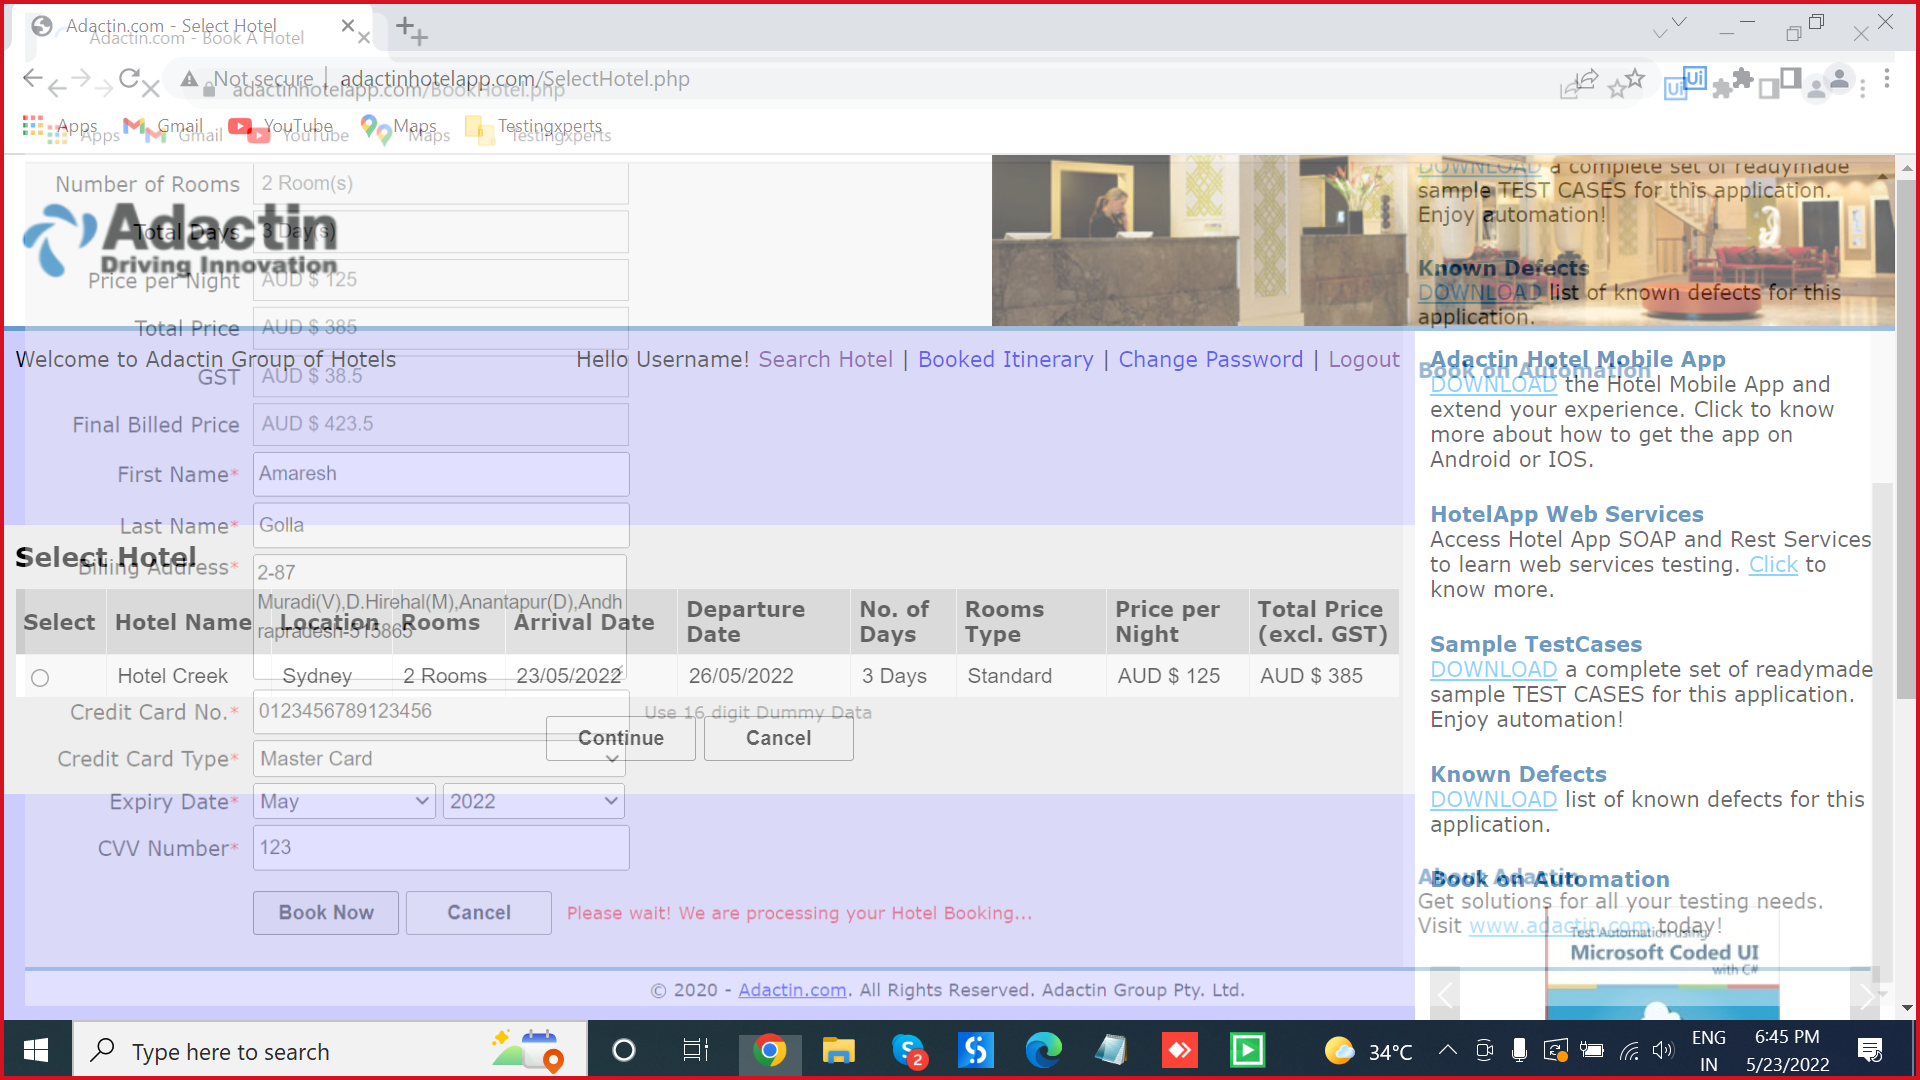 Adactin.com - Select Hotel
Adactin.com - Book A Hotel
Not secure | adactinhotelapp.com/SelectHotel.php
adactinhotelapp.com/BookHotel.php
Apps Gmail YouTube Maps Testingxperts
Apps Gmail YouTube Maps Testingxperts
Number of Rooms 2 Room(s)
Adactin
Driving Innovation
Total Days 3 Day(s)
Price per Night AUD $ 125
Total Price AUD $ 385
GST AUD $ 38.5
Final Billed Price AUD $ 423.5
First Name* Amaresh
Last Name* Golla
Billing Address* 2-87
Muradi(V),D.Hirehal(M),Anantapur(D),Andh
rapradesh-515865
Credit Card No.* 0123456789123456 Use 16 digit Dummy Data
Credit Card Type* Master Card
Expiry Date* May 2022
CVV Number* 123
Book Now Cancel Please wait! We are processing your Hotel Booking...
© 2020 - Adactin.com. All Rights Reserved. Adactin Group Pty. Ltd.
Welcome to Adactin Group of Hotels
Hello Username! Search Hotel | Booked Itinerary | Change Password | Logout
Select Hotel
Select Hotel Name Location Rooms Arrival Date Departure Date No. of Days Rooms Type Price per Night Total Price (excl. GST)
Hotel Creek Sydney 2 Rooms 23/05/2022 26/05/2022 3 Days Standard AUD $ 125 AUD $ 385
Continue Cancel
DOWNLOAD a complete set of readymade
sample TEST CASES for this application.
Enjoy automation!
Known Defects
DOWNLOAD list of known defects for this
application.
Book on Automation
About Adactin
Get solutions for all your testing needs.
Visit www.adactin.com today!
Adactin Hotel Mobile App
DOWNLOAD the Hotel Mobile App and
extend your experience. Click to know
more about how to get the app on
Android or IOS.
HotelApp Web Services
Access Hotel App SOAP and Rest Services
to learn web services testing. Click to
know more.
Sample TestCases
DOWNLOAD a complete set of readymade
sample TEST CASES for this application.
Enjoy automation!
Known Defects
DOWNLOAD list of known defects for this
application.
Book on Automation
Test Automation using
Microsoft Coded UI
with C#
Type here to search
2
34°C
ENG
IN
6:45 PM
5/23/2022